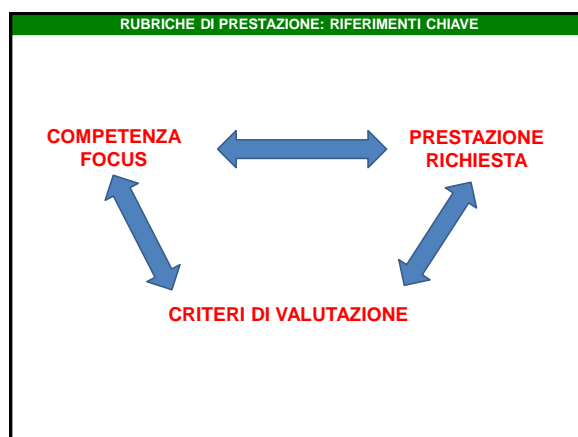 RUBRICHE DI PRESTAZIONE: RIFERIMENTI CHIAVE
COMPETENZA
FOCUS
PRESTAZIONE
RICHIESTA
CRITERI DI VALUTAZIONE